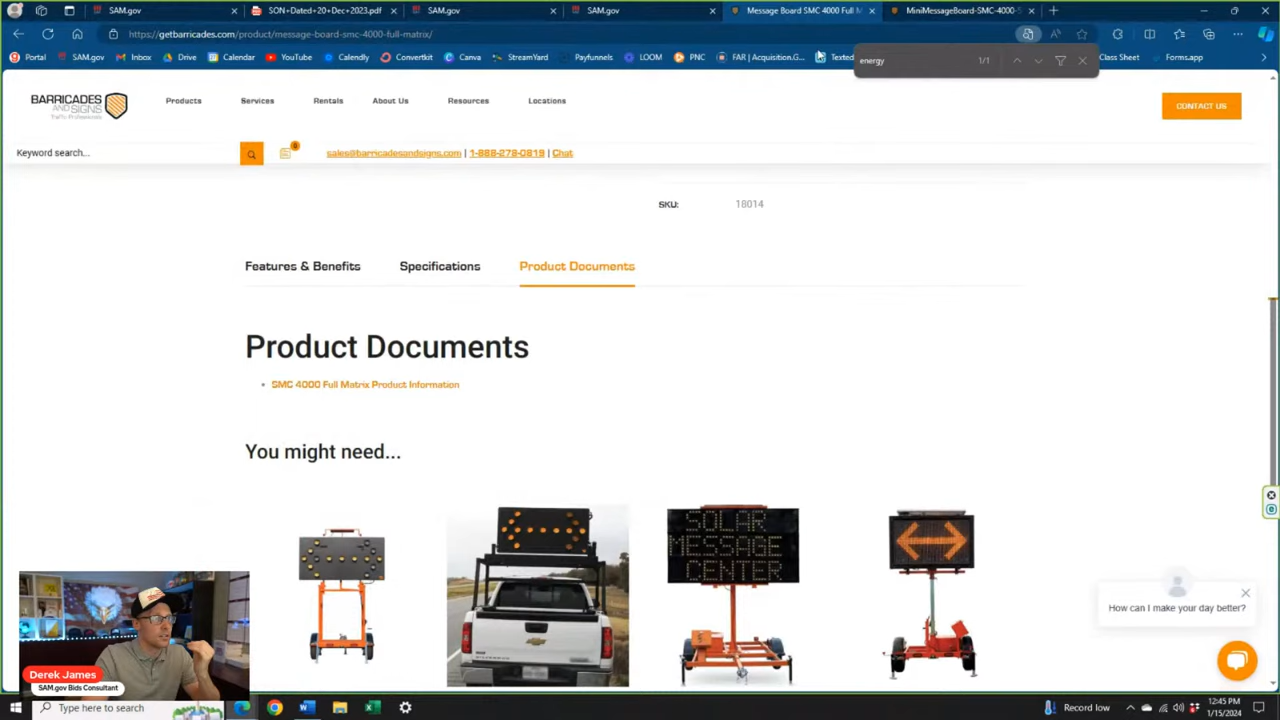 SAM.gov
SON+Dated+20+Dec+2023.pdf
SAM.gov
SAM.gov
Message Board SMC 4000 Full M
MiniMessageBoard-SMC-4000-S
https://getbarricades.com/product/message-board-smc-4000-full-matrix/
energy
1/1
Portal
SAM.gov
Inbox
Drive
Calendar
YouTube
Calendly
Convertkit
Canva
StreamYard
Payfunnels
LOOM
PNC
FAR | Acquisition.G...
Texted
Class Sheet
Forms.app
BARRICADES
AND SIGNS
Traffic Professionals
Products
Services
Rentals
About Us
Resources
Locations
CONTACT US
Keyword search...
0
sales@barricadesandsigns.com | 1-888-278-0819 | Chat
SKU:
18014
Features & Benefits
Specifications
Product Documents
Product Documents
• SMC 4000 Full Matrix Product Information
You might need...
SOLAR
MESSAGE
CENTER
How can I make your day better?
Derek James
SAM.gov Bids Consultant
Type here to search
Record low
12:45 PM
1/15/2024